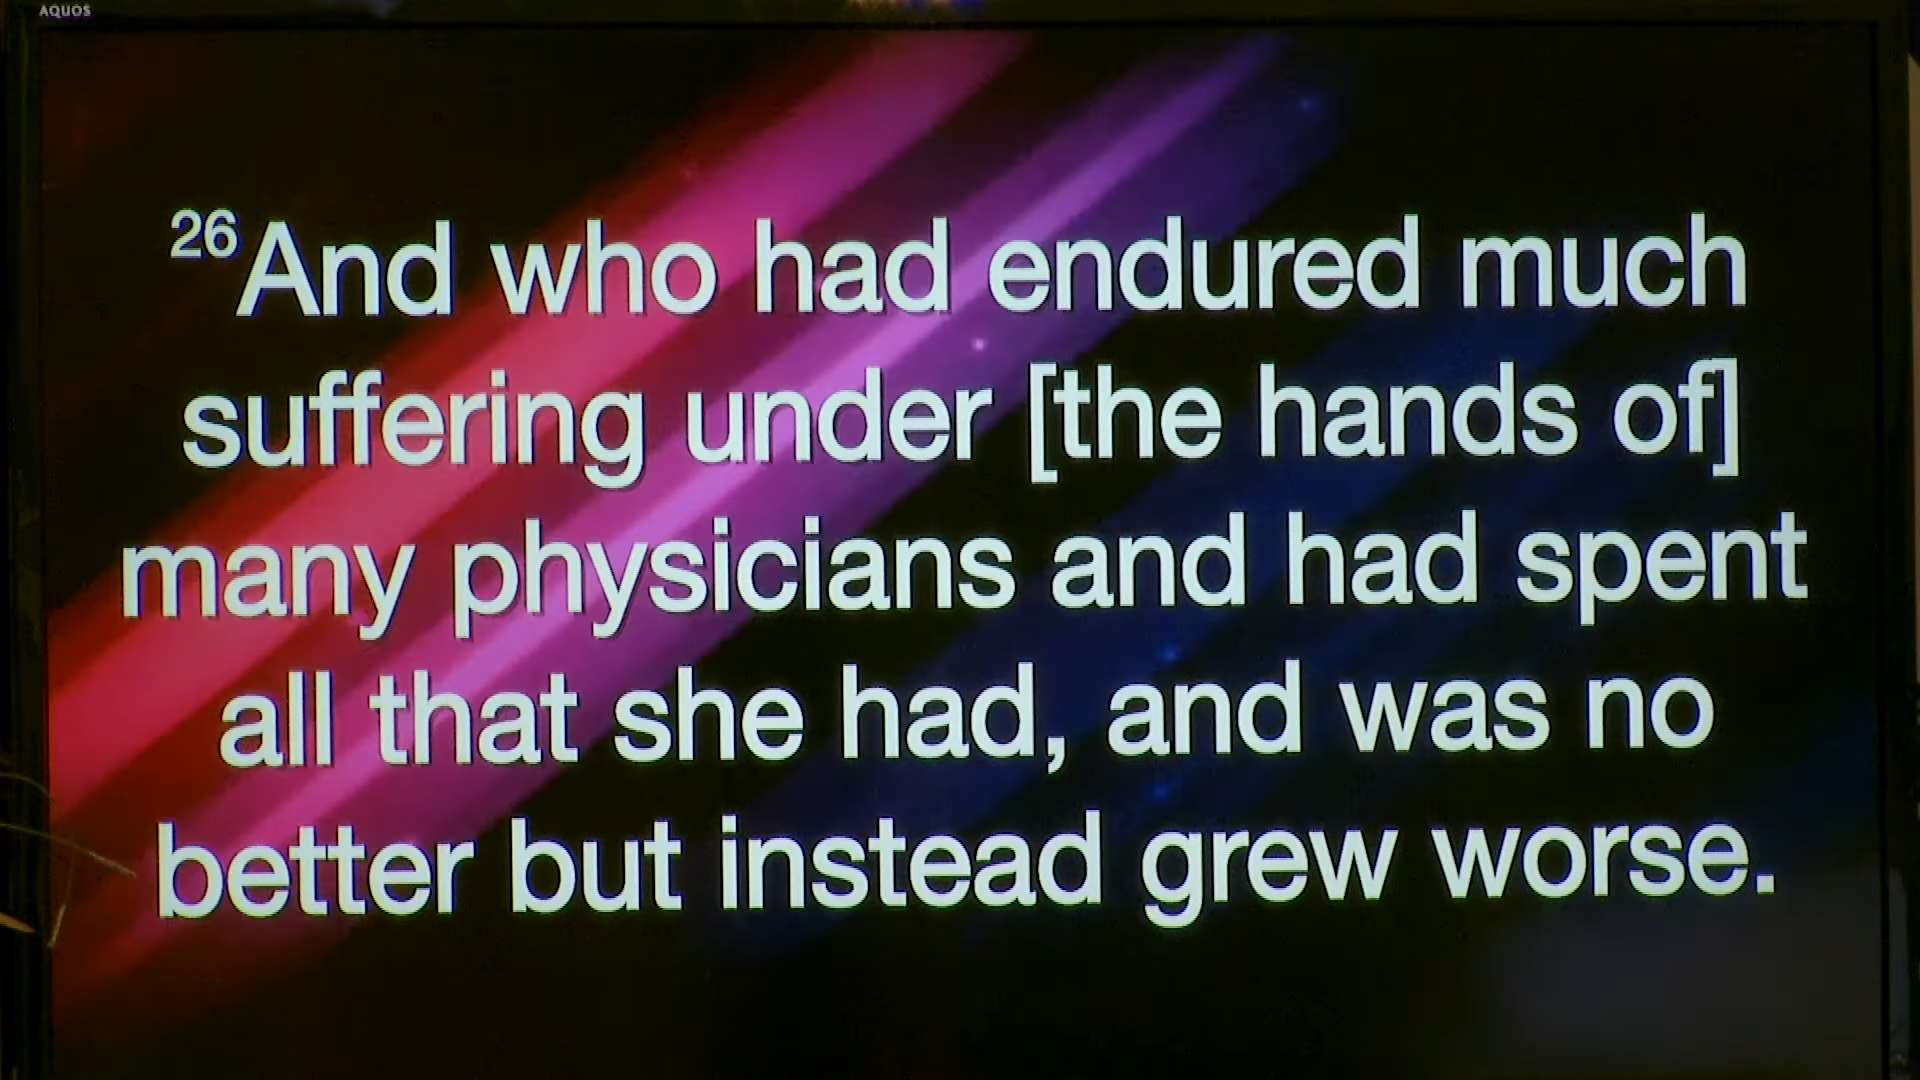 AQUOS
26And who had endured much
suffering under [the hands of]
many physicians and had spent
all that she had, and was no
better but instead grew worse.